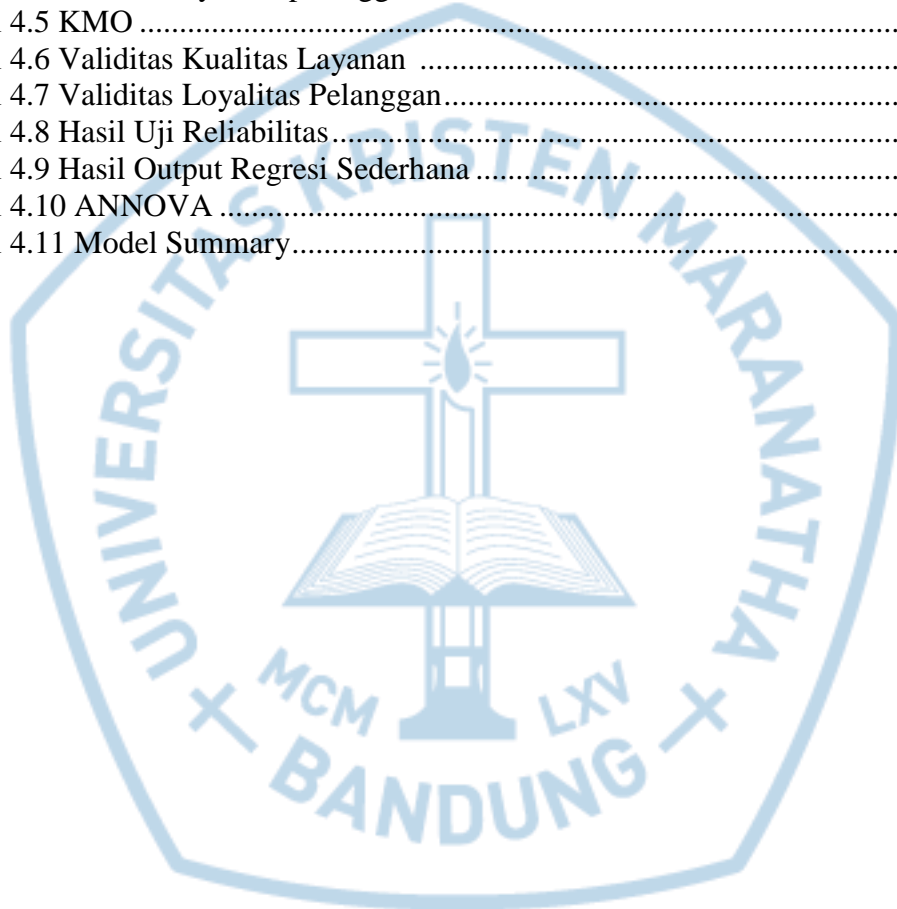 4.5 KMO ..........................................................................................
4.6 Validitas Kualitas Layanan ..........................................................
4.7 Validitas Loyalitas Pelanggan.......................................................
4.8 Hasil Uji Reliabilitas.....................................................................
4.9 Hasil Output Regresi Sederhana ...................................................
4.10 ANNOVA ...................................................................................
4.11 Model Summary..........................................................................
UNIVERSITAS KRISTEN MARANATHA
MCM LXV
BANDUNG